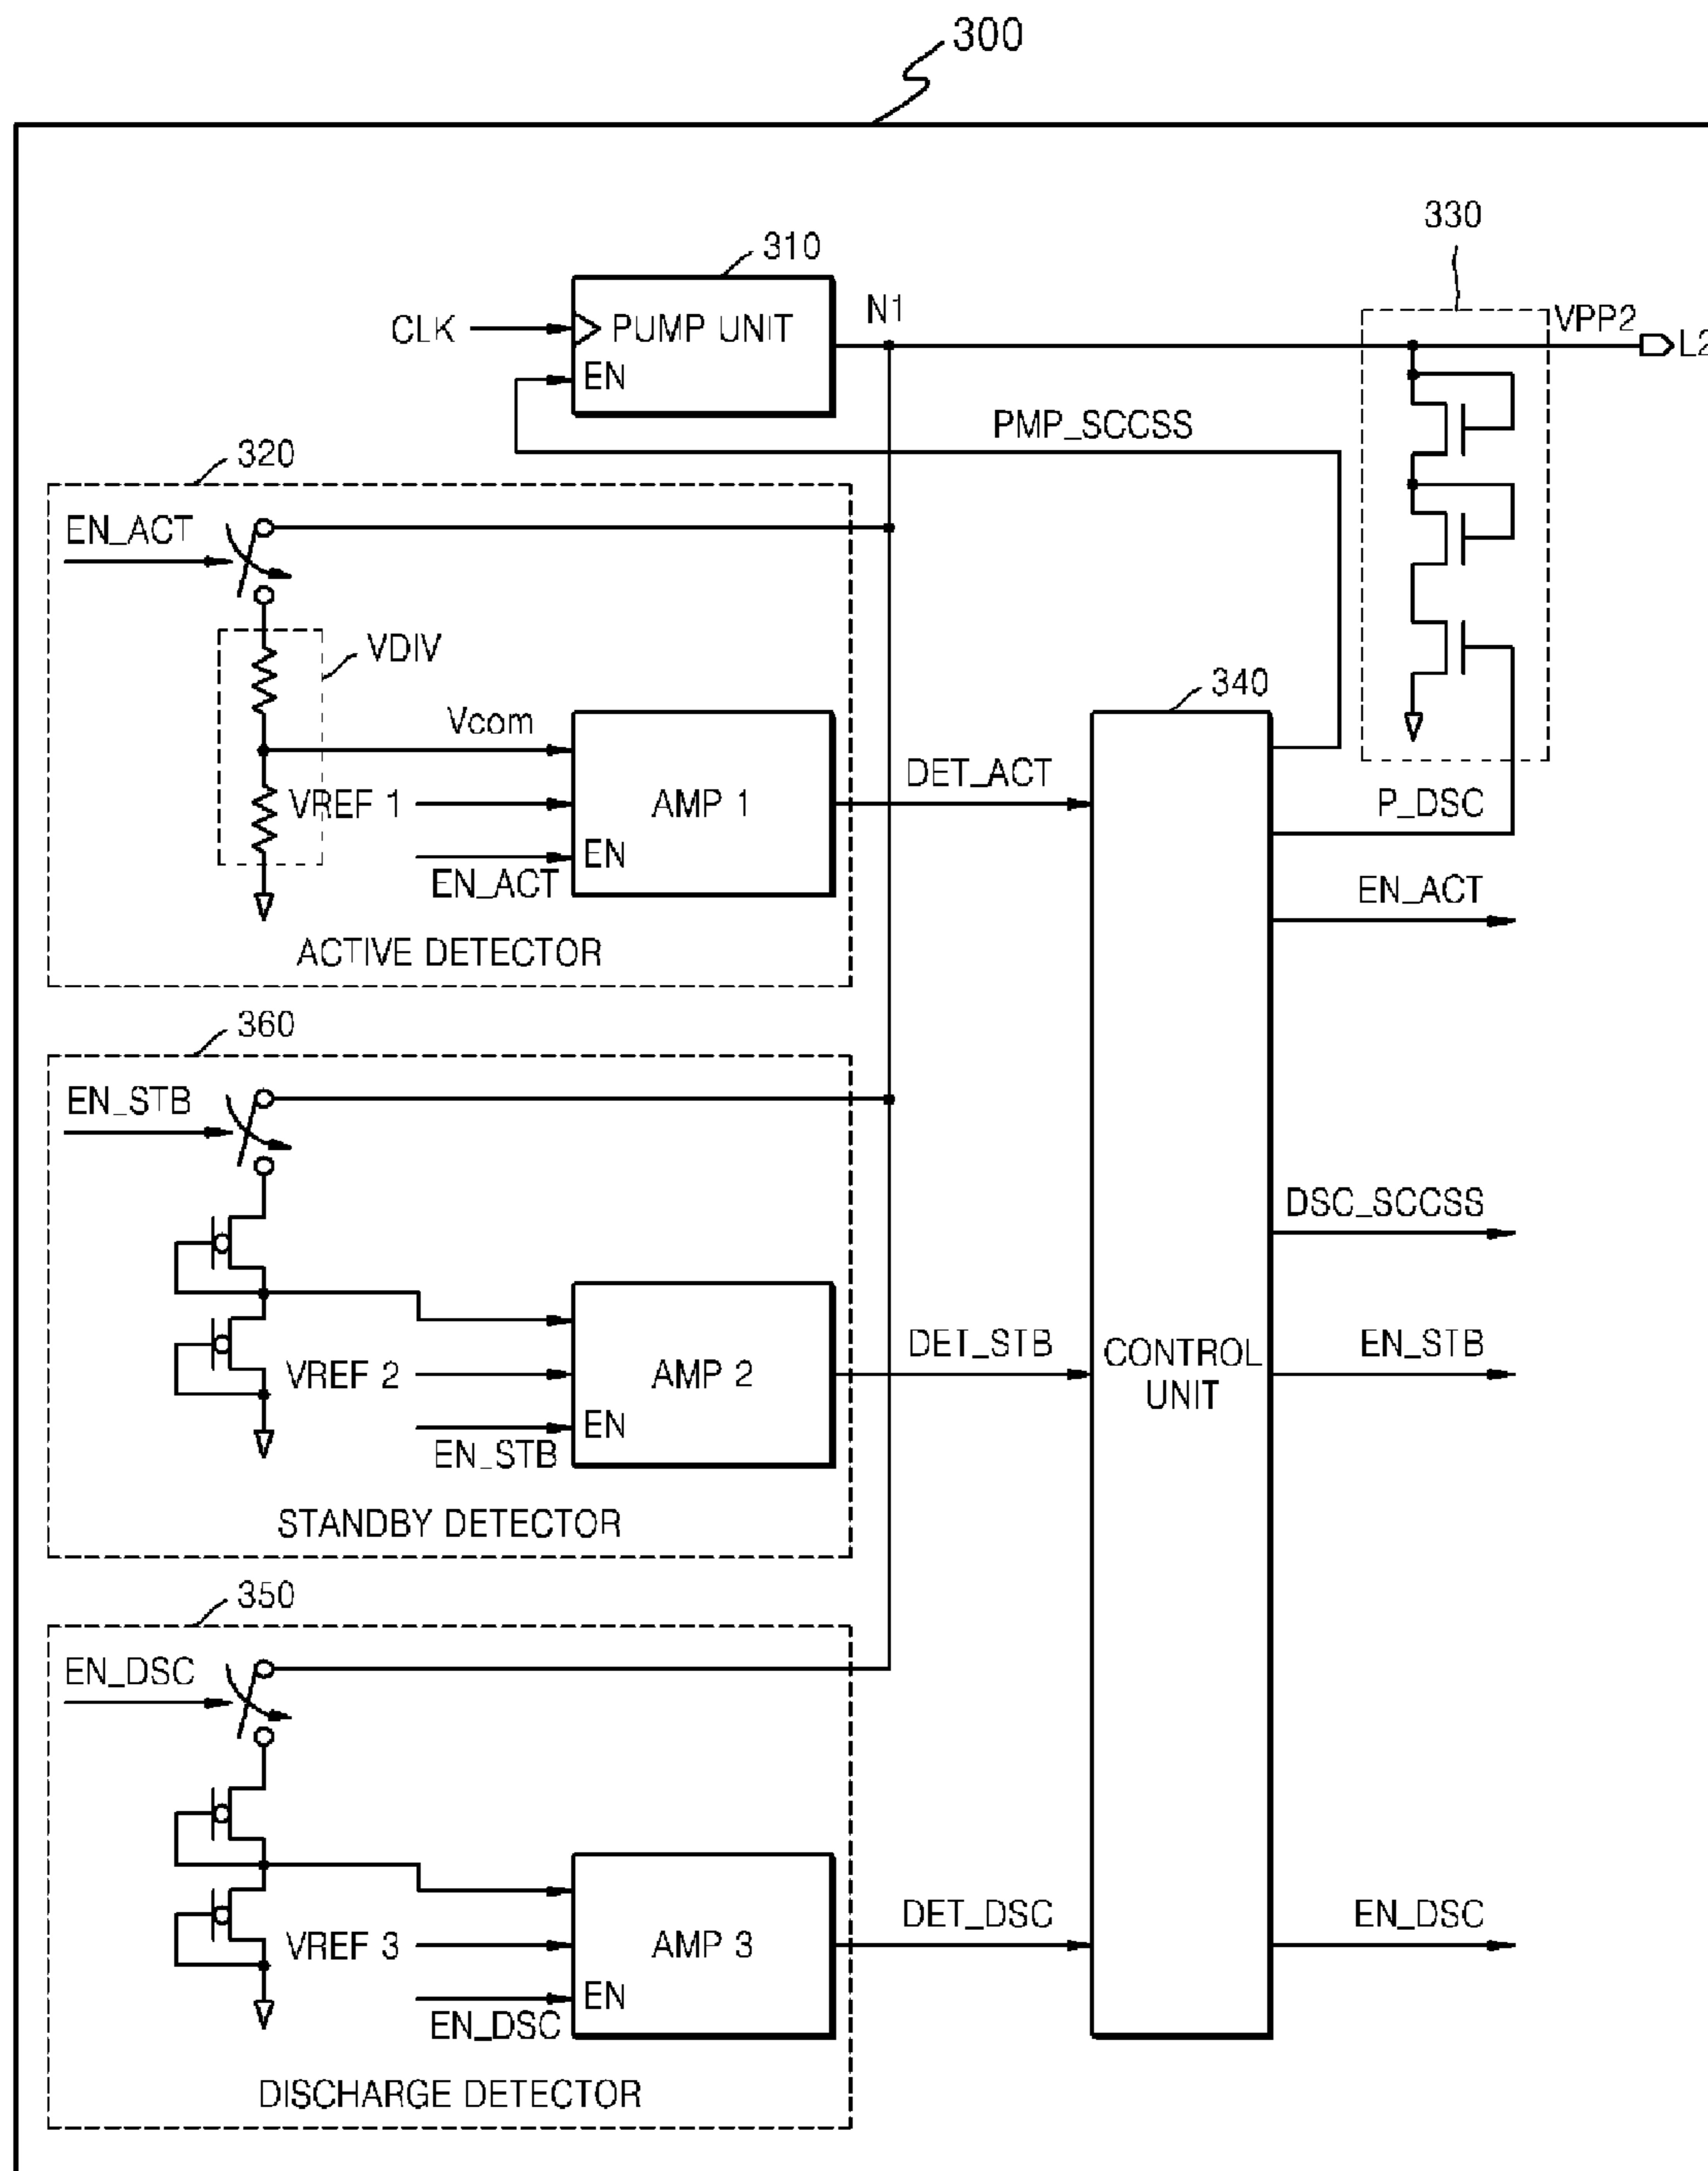 300
330
310
CLK
PUMP UNIT
EN
N1
VPP2
L2
PMP_SCCSS
320
EN_ACT
VDIV
340
Vcom
VREF 1
AMP 1
EN
EN_ACT
DET_ACT
P_DSC
EN_ACT
ACTIVE DETECTOR
360
EN_STB
DSC_SCCSS
VREF 2
AMP 2
EN
EN_STB
DET_STB
CONTROL
UNIT
EN_STB
STANDBY DETECTOR
350
EN_DSC
VREF 3
AMP 3
EN
EN_DSC
DET_DSC
EN_DSC
DISCHARGE DETECTOR